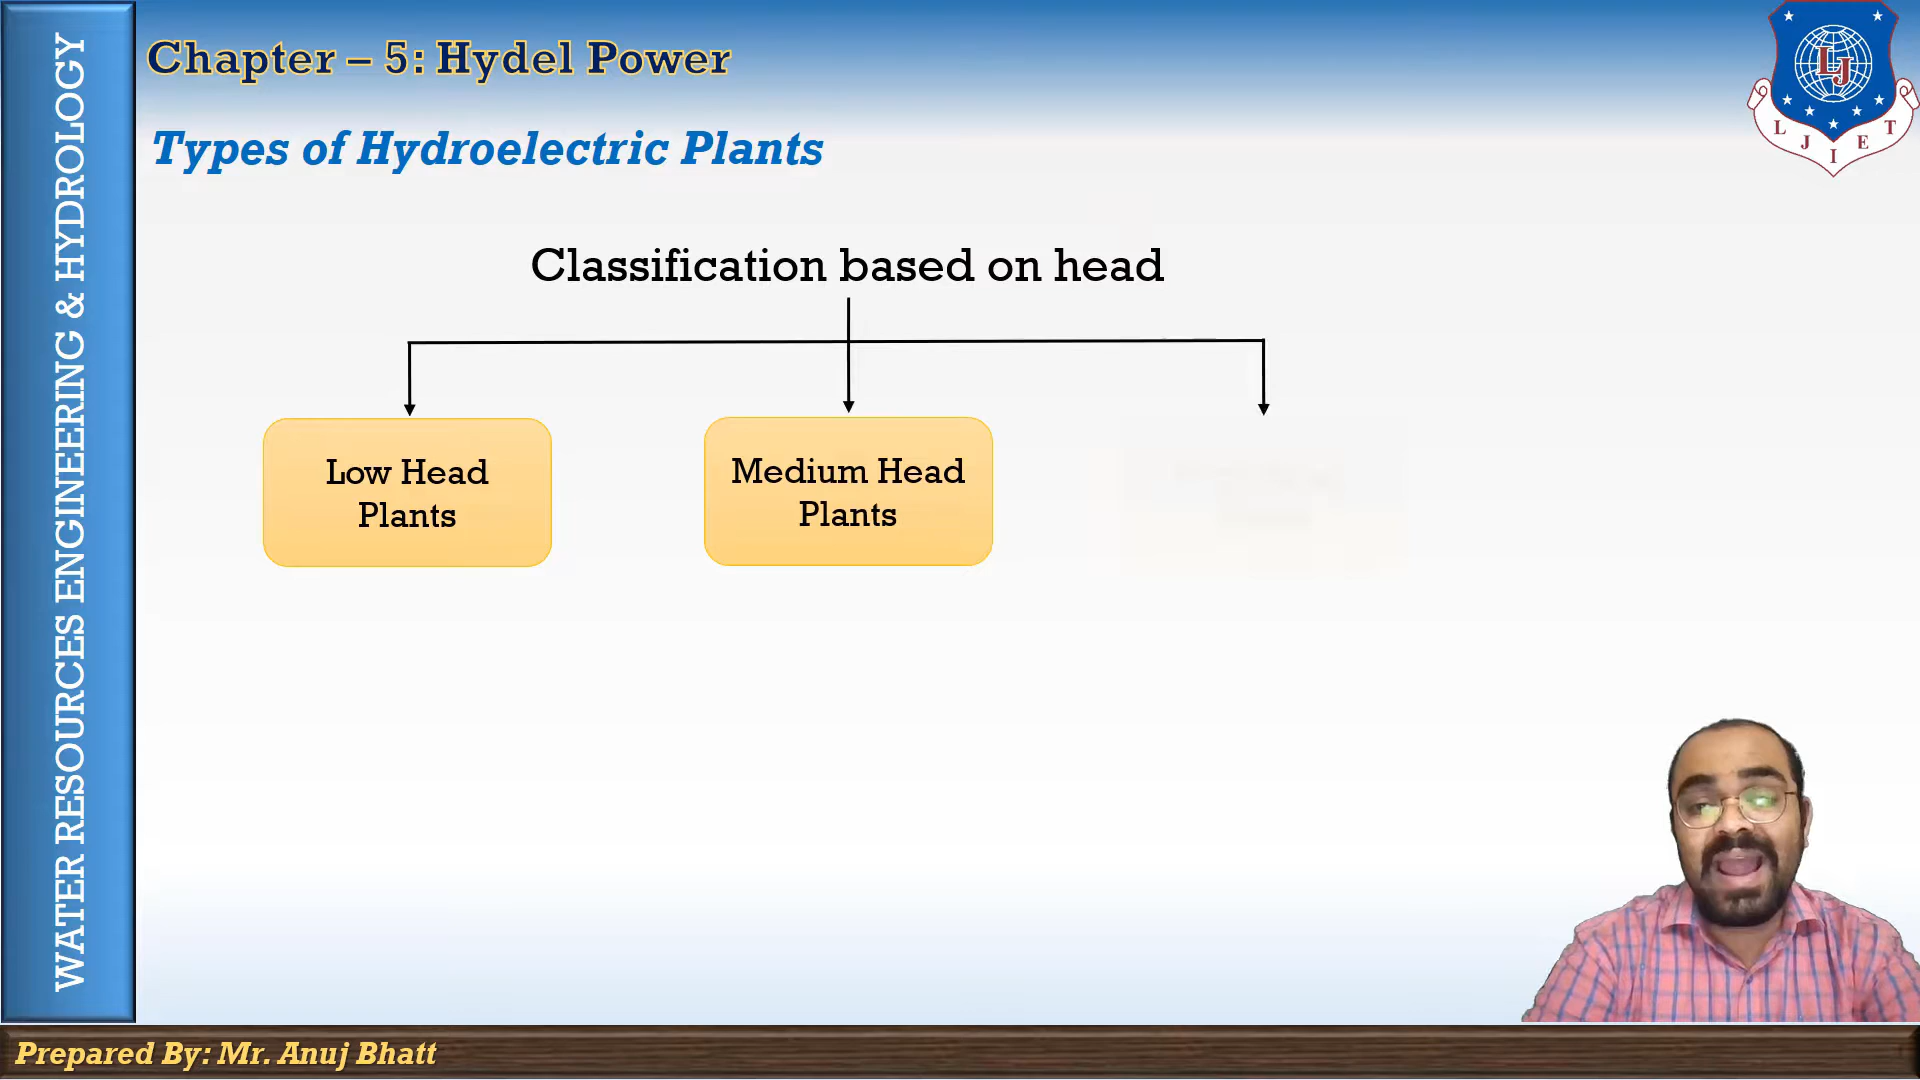 WATER RESOURCES ENGINEERING & HYDROLOGY
Chapter – 5: Hydel Power
Types of Hydroelectric Plants
Classification based on head
Low Head
Plants
Medium Head
Plants
LJ
L J I E T
Prepared By: Mr. Anuj Bhatt